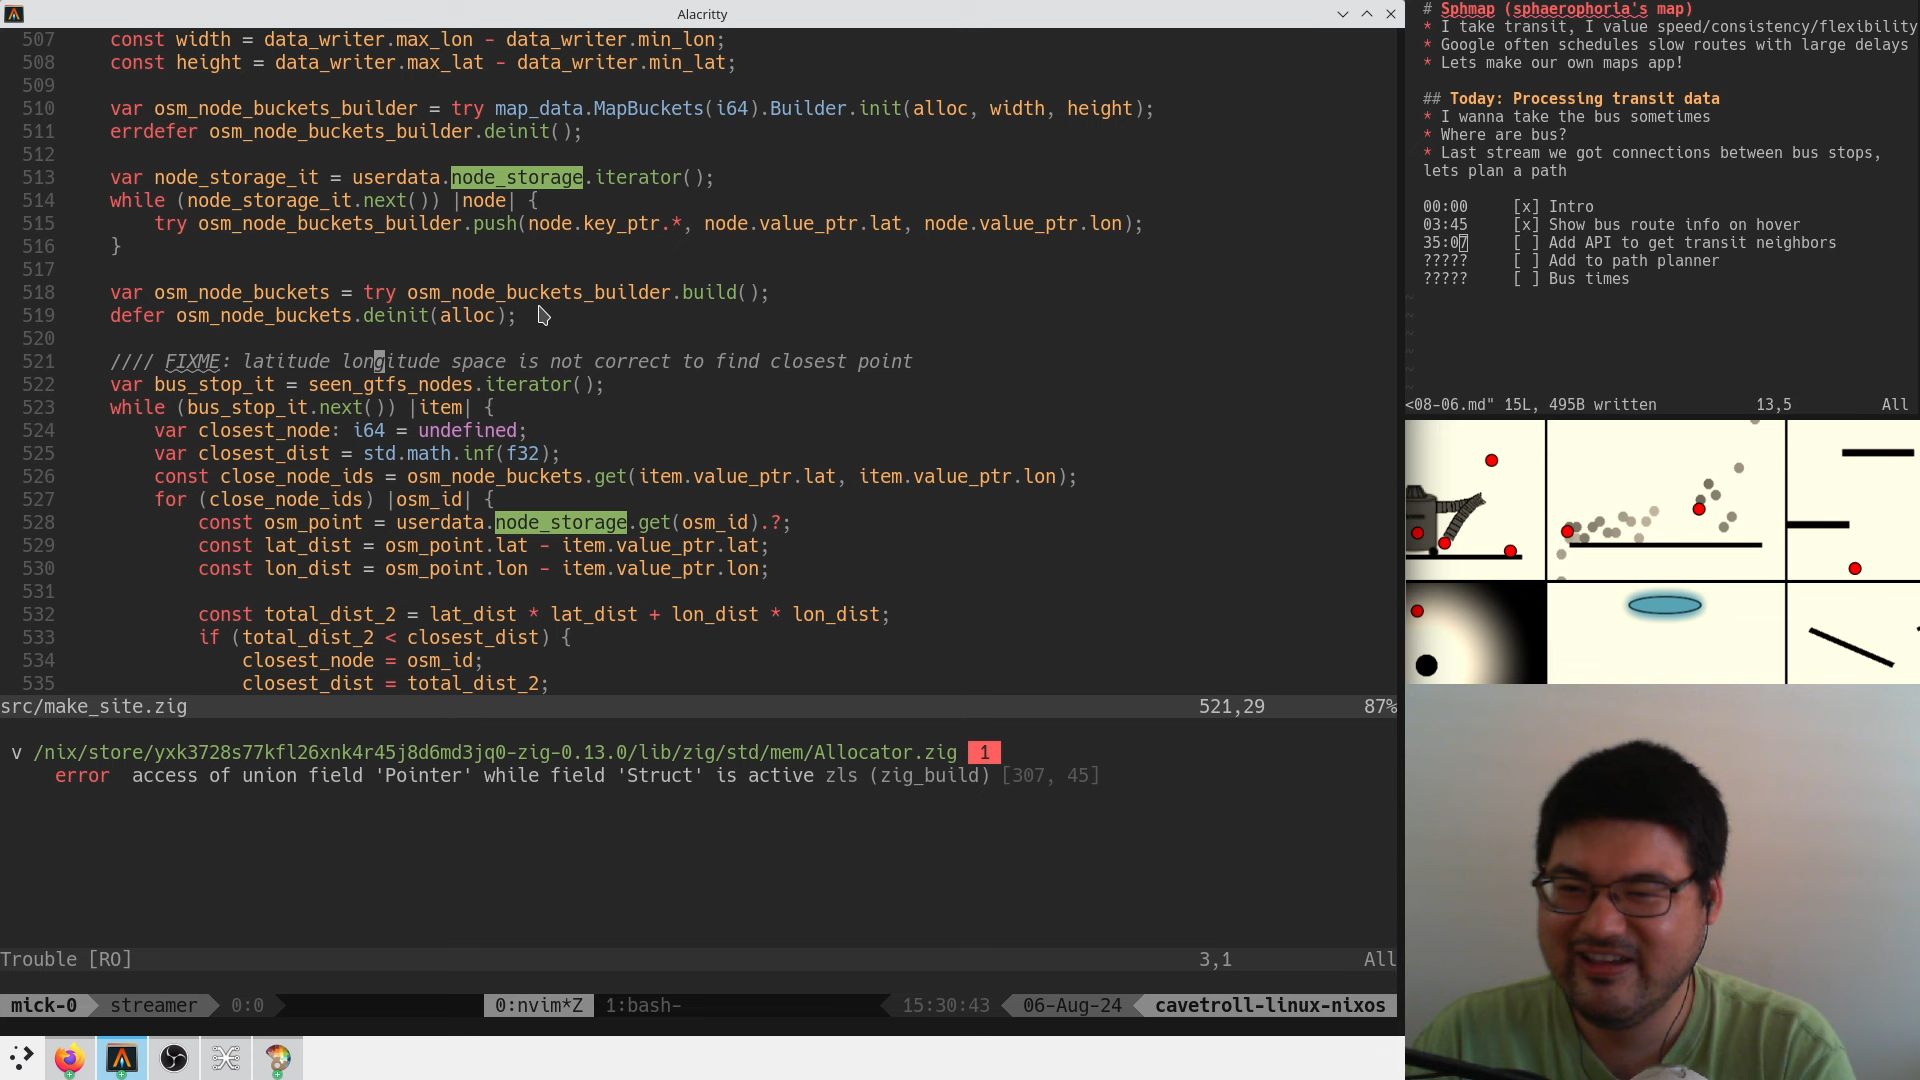 Alacritty
507 const width = data_writer.max_lon - data_writer.min_lon;
508 const height = data_writer.max_lat - data_writer.min_lat;
509
510 var osm_node_buckets_builder = try map_data.MapBuckets(i64).Builder.init(alloc, width, height);
511 errdefer osm_node_buckets_builder.deinit();
512
513 var node_storage_it = userdata.node_storage.iterator();
514 while (node_storage_it.next()) |node| {
515 try osm_node_buckets_builder.push(node.key_ptr.*, node.value_ptr.lat, node.value_ptr.lon);
516 }
517
518 var osm_node_buckets = try osm_node_buckets_builder.build();
519 defer osm_node_buckets.deinit(alloc);
520
521 //// FIXME: latitude longitude space is not correct to find closest point
522 var bus_stop_it = seen_gtfs_nodes.iterator();
523 while (bus_stop_it.next()) |item| {
524 var closest_node: i64 = undefined;
525 var closest_dist = std.math.inf(f32);
526 const close_node_ids = osm_node_buckets.get(item.value_ptr.lat, item.value_ptr.lon);
527 for (close_node_ids) |osm_id| {
528 const osm_point = userdata.node_storage.get(osm_id).?;
529 const lat_dist = osm_point.lat - item.value_ptr.lat;
530 const lon_dist = osm_point.lon - item.value_ptr.lon;
531
532 const total_dist_2 = lat_dist * lat_dist + lon_dist * lon_dist;
533 if (total_dist_2 < closest_dist) {
534 closest_node = osm_id;
535 closest_dist = total_dist_2;
src/make_site.zig 521,29 87%
v /nix/store/yxk3728s77kfl26xnk4r45j8d6md3jq0-zig-0.13.0/lib/zig/std/mem/Allocator.zig 1
error access of union field 'Pointer' while field 'Struct' is active zls (zig_build) [307, 45]
Trouble [RO] 3,1 All
mick-0 streamer 0:0 0:nvim*Z 1:bash- 15:30:43 06-Aug-24 cavetroll-linux-nixos
# Sphmap (sphaerophoria's map)
* I take transit, I value speed/consistency/flexibility
* Google often schedules slow routes with large delays
* Lets make our own maps app!
## Today: Processing transit data
* I wanna take the bus sometimes
* Where are bus?
* Last stream we got connections between bus stops,
lets plan a path
00:00 [x] Intro
03:45 [x] Show bus route info on hover
35:07 [ ] Add API to get transit neighbors
????? [ ] Add to path planner
????? [ ] Bus times
~
~
~
~
~
<08-06.md" 15L, 495B written 13,5 All